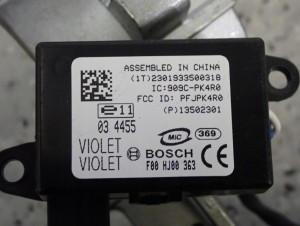 ASSEMBLED IN CHINA
(1T)2301933500318
IC:909C-PK4R0
FCC ID: PFJPK4R0
(P)13502301
e11
03 4455
MiC 369
VIOLET
VIOLET
BOSCH CE
F00 HJ00 363